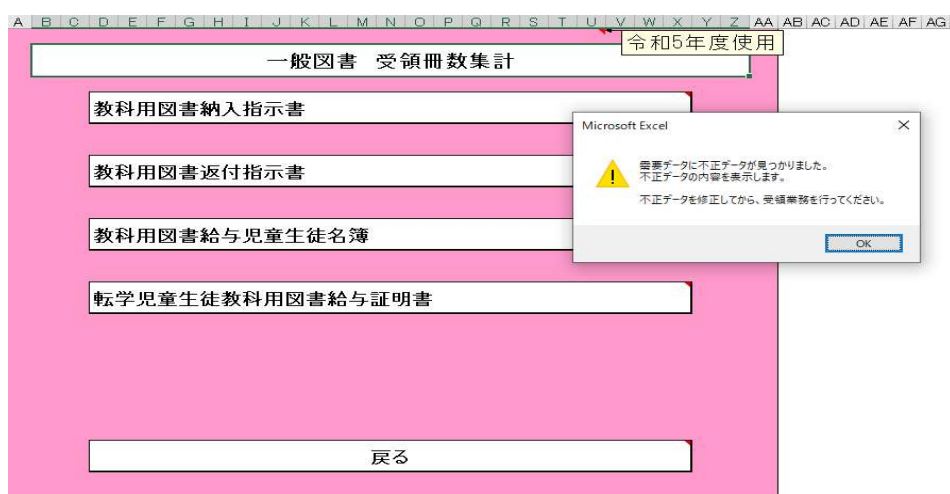 A B C D E F G H I J K L M N O P Q R S T U V W X Y Z AA AB AC AD AE AF AG
令和5年度使用
一般図書 受領冊数集計
教科用図書納入指示書
Microsoft Excel
需要データに不正データが見つかりました。
不正データの内容を表示します。
不正データを修正してから、受領業務を行ってください。
OK
教科用図書返付指示書
教科用図書給与児童生徒名簿
転学児童生徒教科用図書給与証明書
戻る